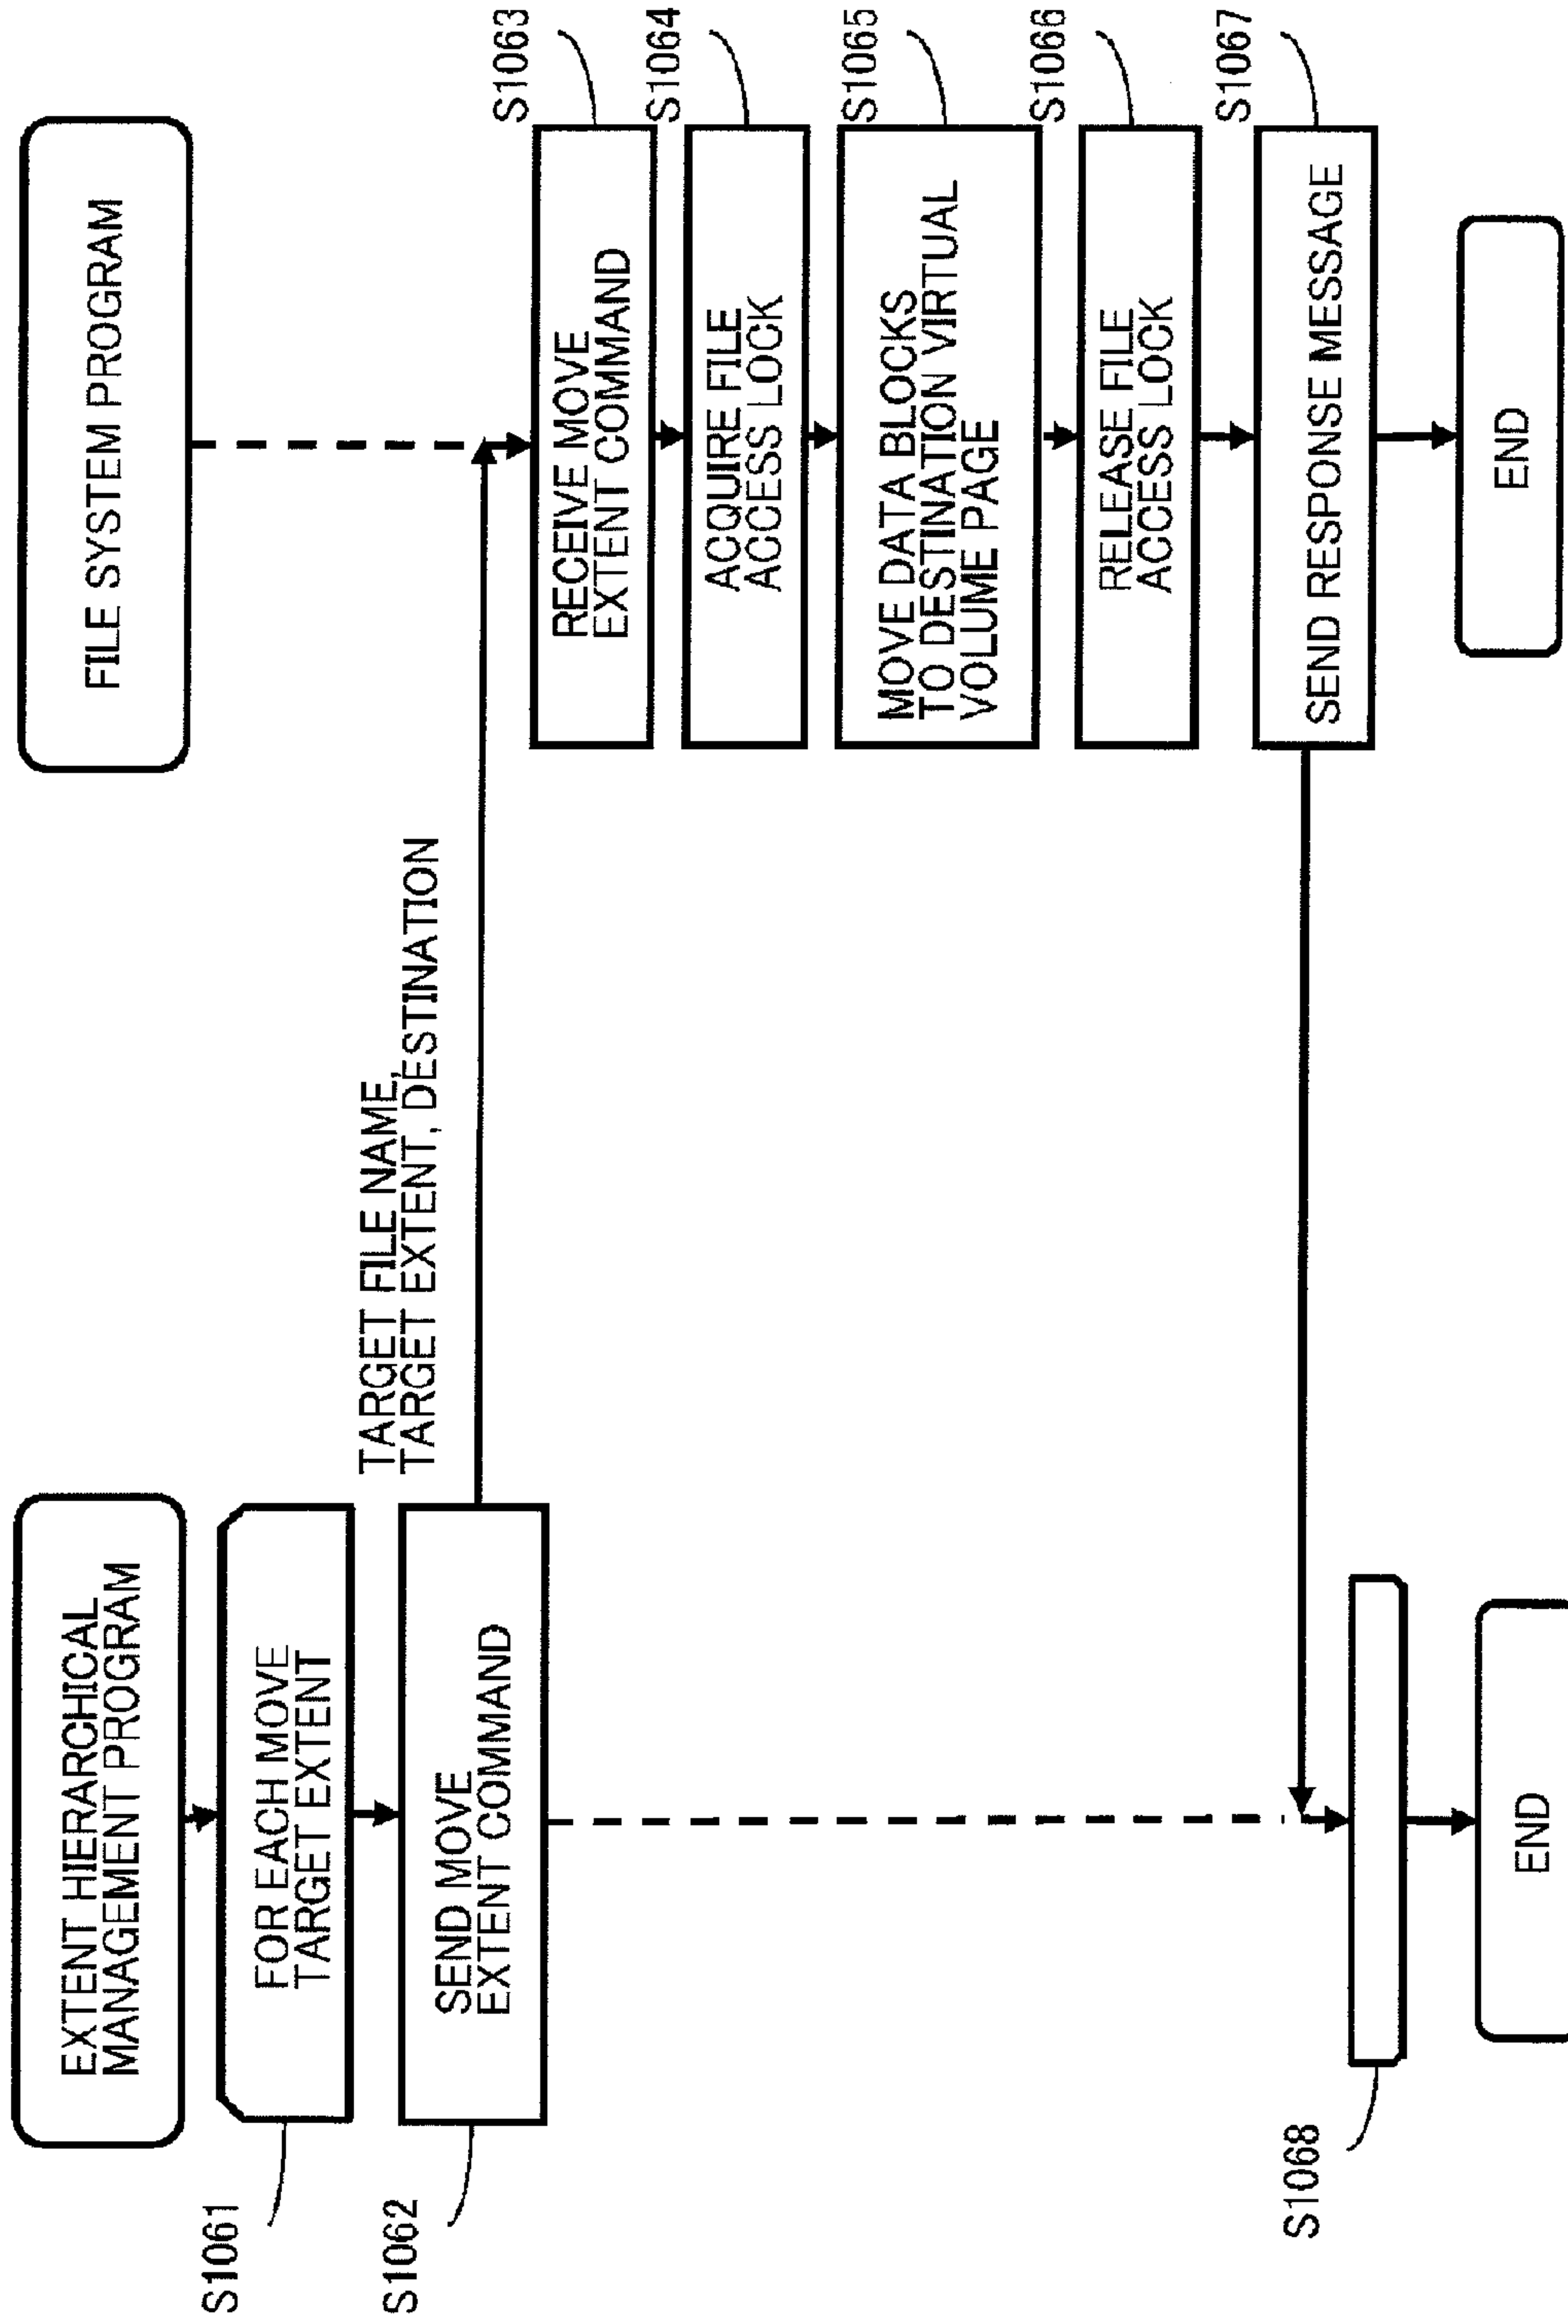 EXTENT HIERARCHICAL
MANAGEMENT PROGRAM
S1061
FOR EACH MOVE
TARGET EXTENT
S1062
SEND MOVE
EXTENT COMMAND
TARGET FILE NAME,
TARGET EXTENT, DESTINATION
S1068
END
FILE SYSTEM PROGRAM
RECEIVE MOVE
EXTENT COMMAND
S1063
ACQUIRE FILE
ACCESS LOCK
S1064
MOVE DATA BLOCKS
TO DESTINATION VIRTUAL
VOLUME PAGE
S1065
RELEASE FILE
ACCESS LOCK
S1066
SEND RESPONSE MESSAGE
S1067
END